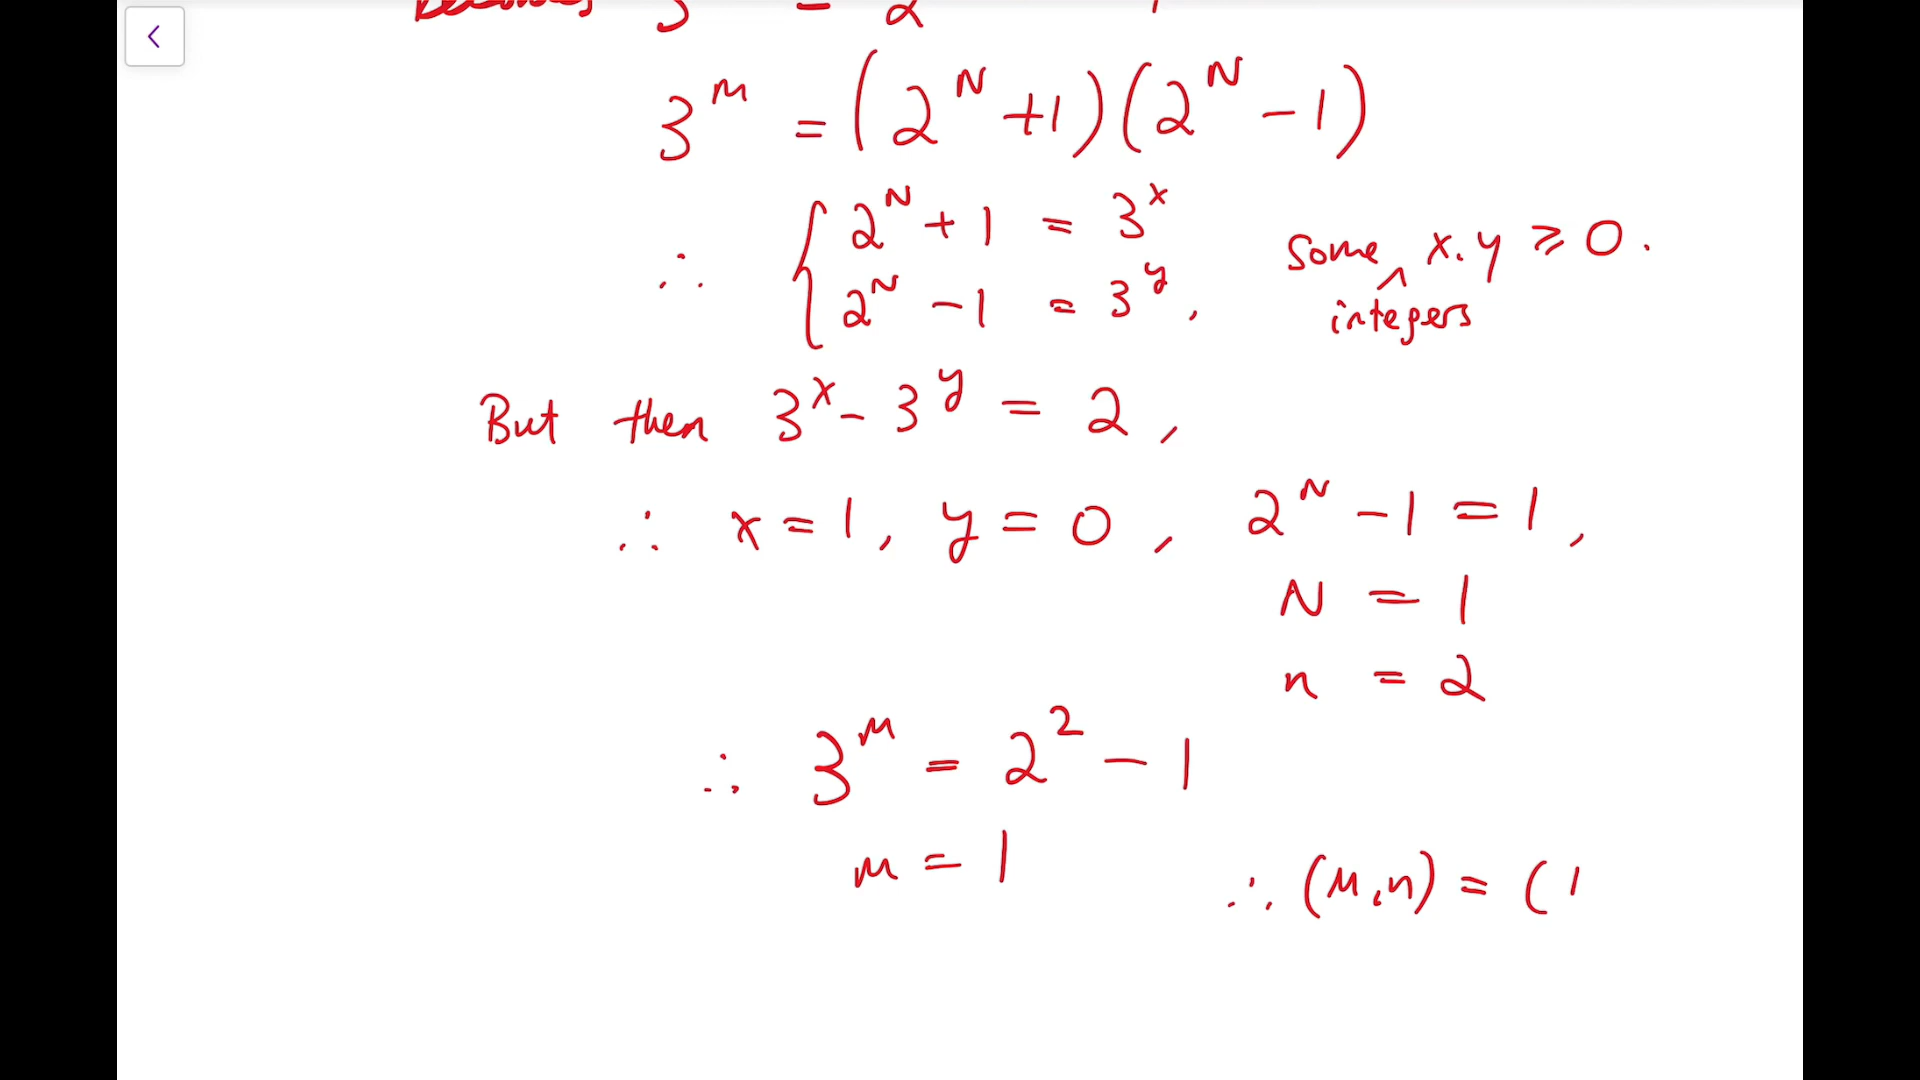 3^m = (2^N + 1)(2^N - 1)
∴ { 2^N + 1 = 3^x
2^N - 1 = 3^y, some ^ integers x, y ⩾ 0.
But then 3^x - 3^y = 2,
∴ x = 1, y = 0, 2^N - 1 = 1,
N = 1
n = 2
∴ 3^m = 2^2 - 1
m = 1
∴ (m, n) = (1